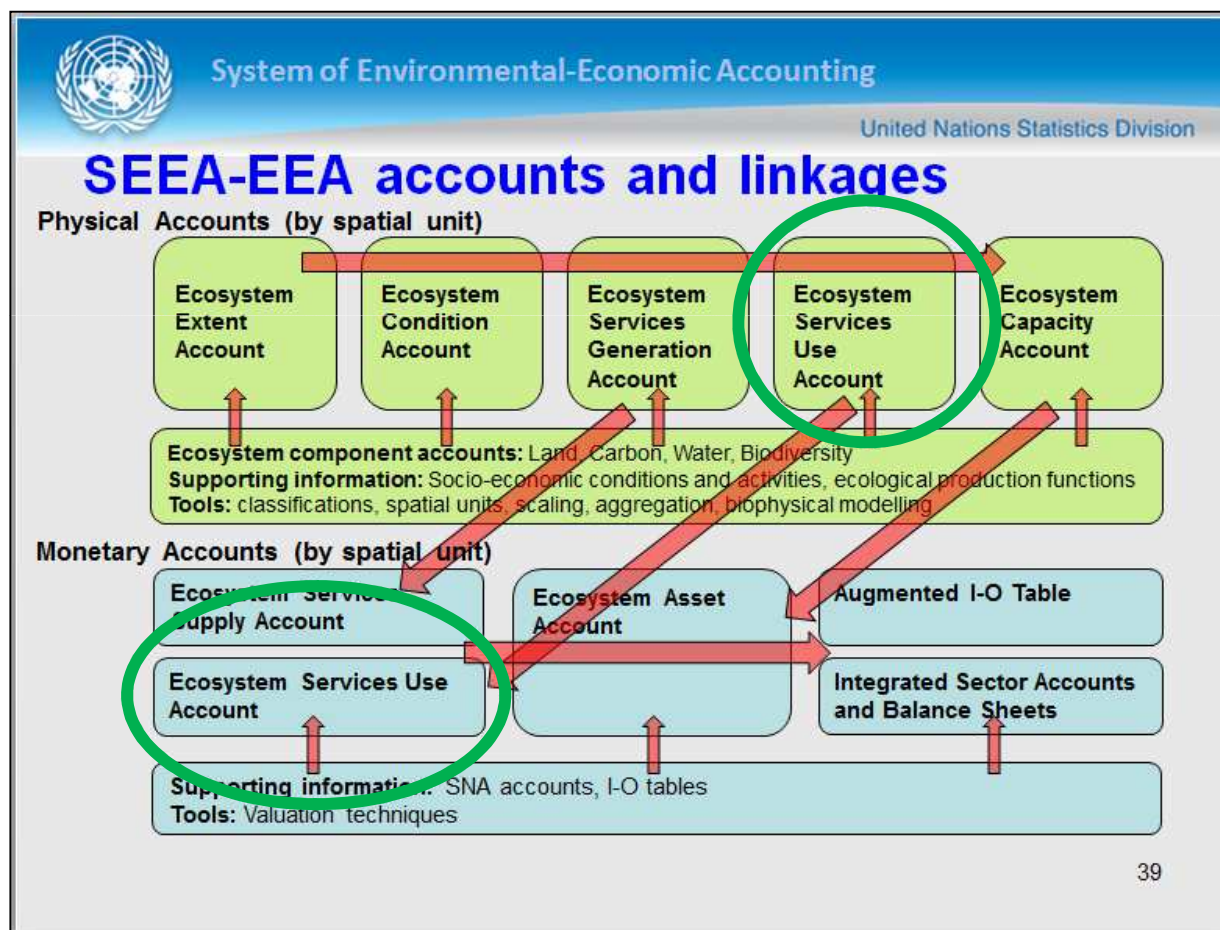 System of Environmental-Economic Accounting
United Nations Statistics Division
SEEA-EEA accounts and linkages
Physical Accounts (by spatial unit)
Ecosystem
Extent
Account
Ecosystem
Condition
Account
Ecosystem
Services
Generation
Account
Ecosystem
Services
Use
Account
Ecosystem
Capacity
Account
Ecosystem component accounts: Land, Carbon, Water, Biodiversity
Supporting information: Socio-economic conditions and activities, ecological production functions
Tools: classifications, spatial units, scaling, aggregation, biophysical modelling
Monetary Accounts (by spatial unit)
Ecosystem Services
Supply Account
Ecosystem Services Use
Account
Ecosystem Asset
Account
Augmented I-O Table
Integrated Sector Accounts
and Balance Sheets
Supporting information: SNA accounts, I-O tables
Tools: Valuation techniques
39